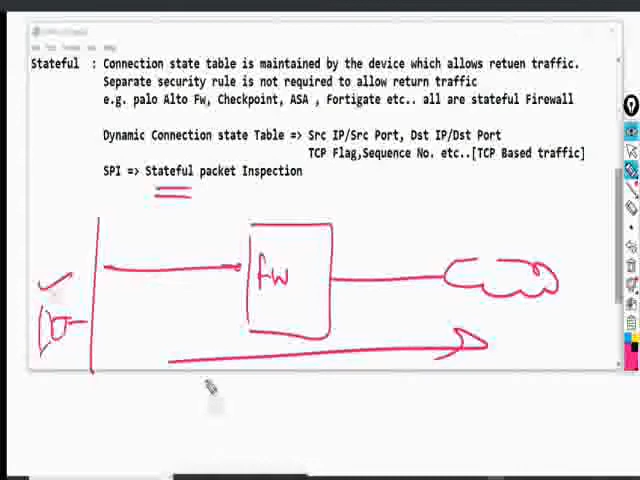 Stateful : Connection state table is maintained by the device which allows retuen traffic.
Separate security rule is not required to allow return traffic
e.g. palo Alto Fw, Checkpoint, ASA , Fortigate etc.. all are stateful Firewall
Dynamic Connection state Table => Src IP/Src Port, Dst IP/Dst Port
TCP Flag,Sequence No. etc..[TCP Based traffic]
SPI => Stateful packet Inspection
FW